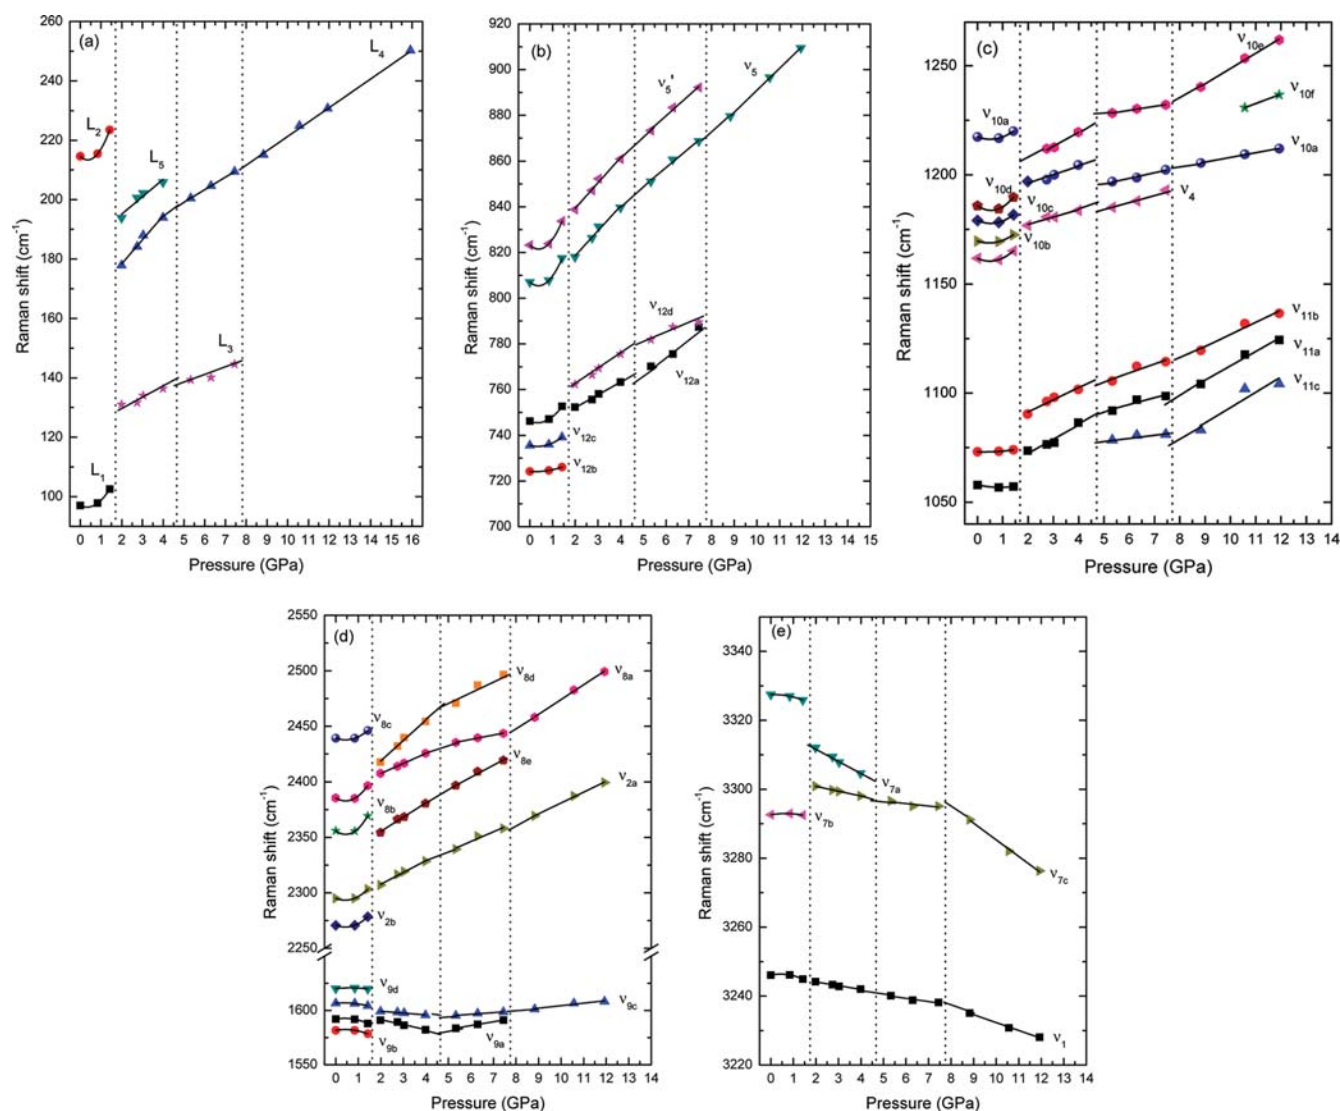 (a)
260
240
220
200
180
160
140
120
100
Raman shift (cm⁻¹)
0 1 2 3 4 5 6 7 8 9 10 11 12 13 14 15 16
Pressure (GPa)
L₄
L₂
L₅
L₃
L₁
(b)
920
900
880
860
840
820
800
780
760
740
720
700
Raman shift (cm⁻¹)
0 1 2 3 4 5 6 7 8 9 10 11 12 13 14 15
Pressure (GPa)
ν₅'
ν₅
ν₁₂d
ν₁₂a
ν₁₂c
ν₁₂b
(c)
1250
1200
1150
1100
1050
Raman shift (cm⁻¹)
0 1 2 3 4 5 6 7 8 9 10 11 12 13 14
Pressure (GPa)
ν₁₀e
ν₁₀f
ν₁₀a
ν₁₀a
ν₁₀d
ν₁₀c
ν₄
ν₁₀b
ν₁₁b
ν₁₁a
ν₁₁c
(d)
2550
2500
2450
2400
2350
2300
2250
1600
1550
Raman shift (cm⁻¹)
0 1 2 3 4 5 6 7 8 9 10 11 12 13 14
Pressure (GPa)
ν₈d
ν₈a
ν₈c
ν₈e
ν₈b
ν₂a
ν₂b
ν₉d
ν₉c
ν₉a
ν₉b
(e)
3340
3320
3300
3280
3260
3240
3220
Raman shift (cm⁻¹)
0 1 2 3 4 5 6 7 8 9 10 11 12 13 14
Pressure (GPa)
ν₇a
ν₇b
ν₇c
ν₁